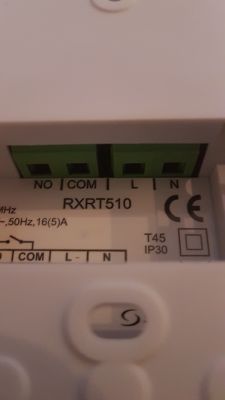 NO COM L N
RXRT510
MHz
~,50Hz,16(5)A
CE
T45
IP30
COM L - N